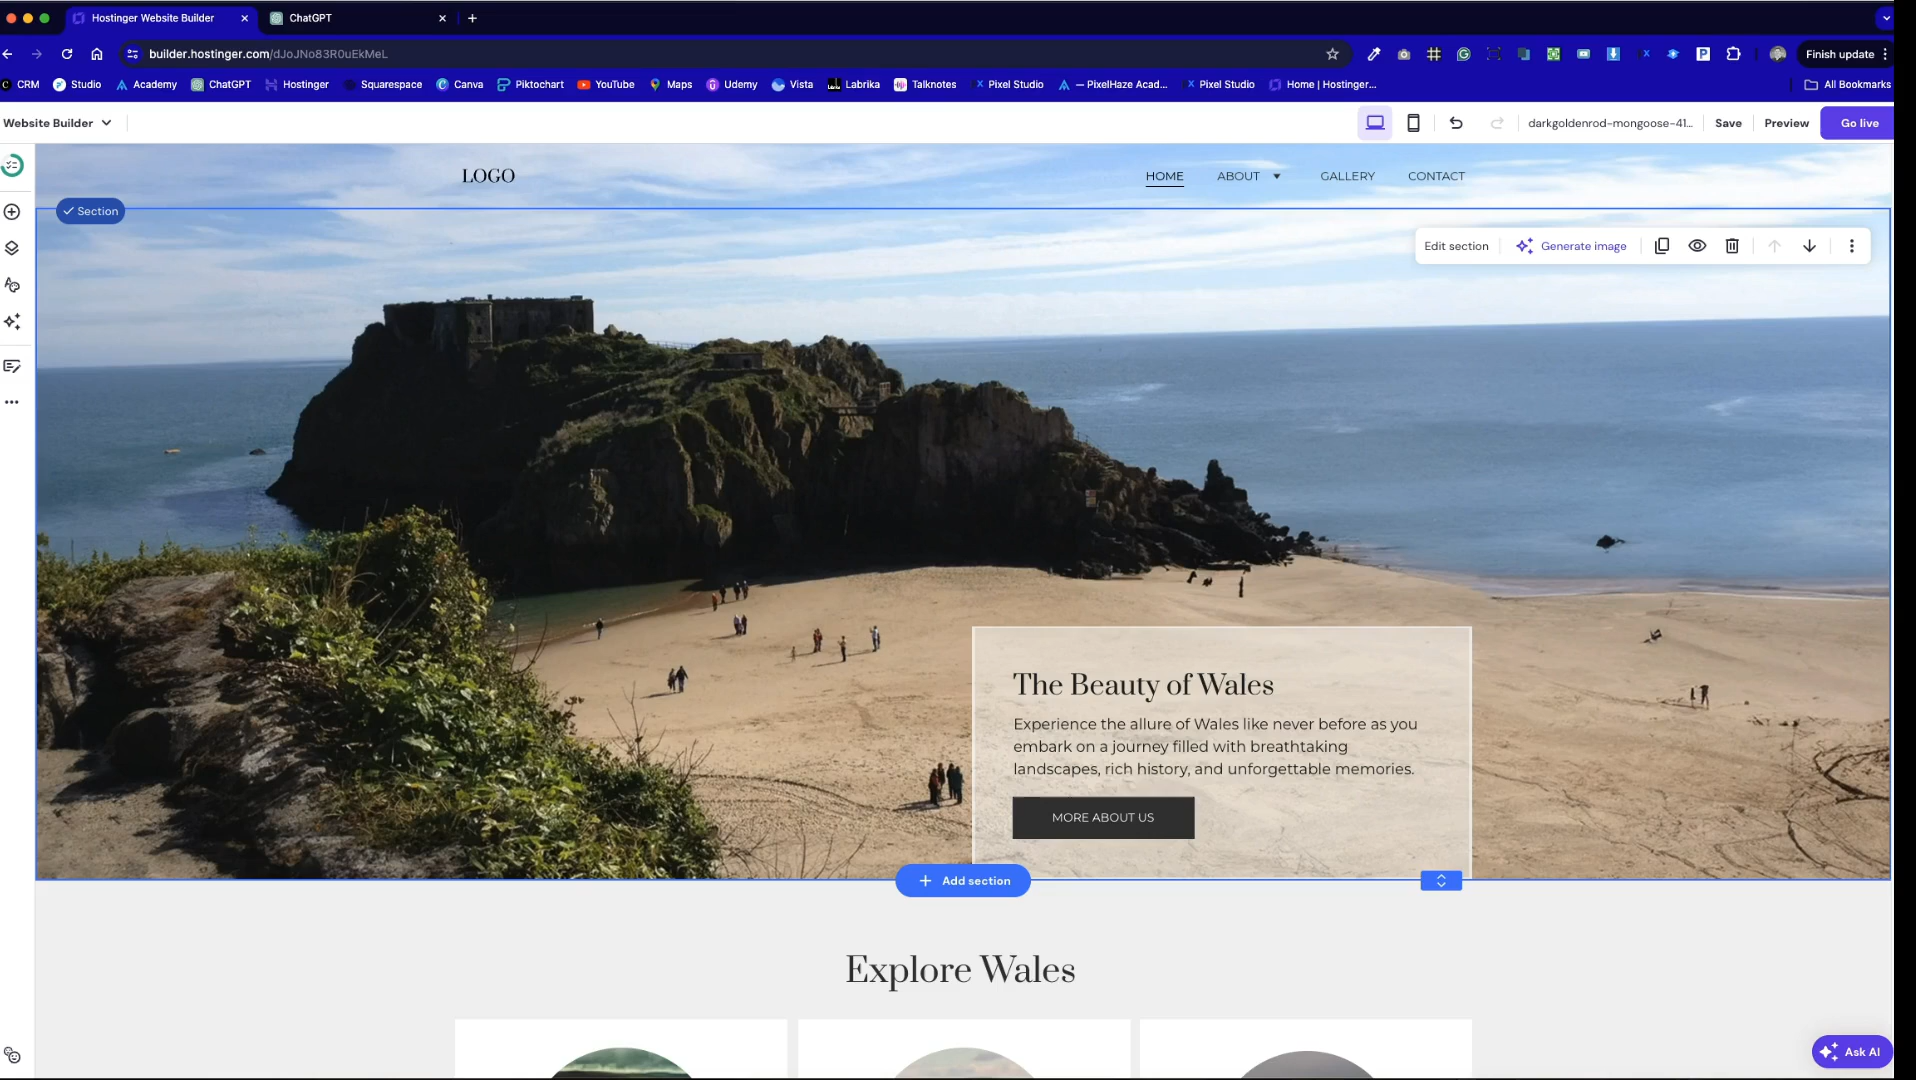 Hostinger Website Builder
ChatGPT
builder.hostinger.com/dJoJNo83R0uEkMeL
Finish update
CRM
Studio
Academy
ChatGPT
Hostinger
Squarespace
Canva
Piktochart
YouTube
Maps
Udemy
Vista
Labrika
Talknotes
Pixel Studio
— PixelHaze Acad...
Pixel Studio
Home | Hostinger...
All Bookmarks
Website Builder
darkgoldenrod-mongoose-41...
Save
Preview
Go live
LOGO
HOME
ABOUT
GALLERY
CONTACT
Section
Edit section
Generate image
The Beauty of Wales
Experience the allure of Wales like never before as you
embark on a journey filled with breathtaking
landscapes, rich history, and unforgettable memories.
MORE ABOUT US
Add section
Explore Wales
Ask AI